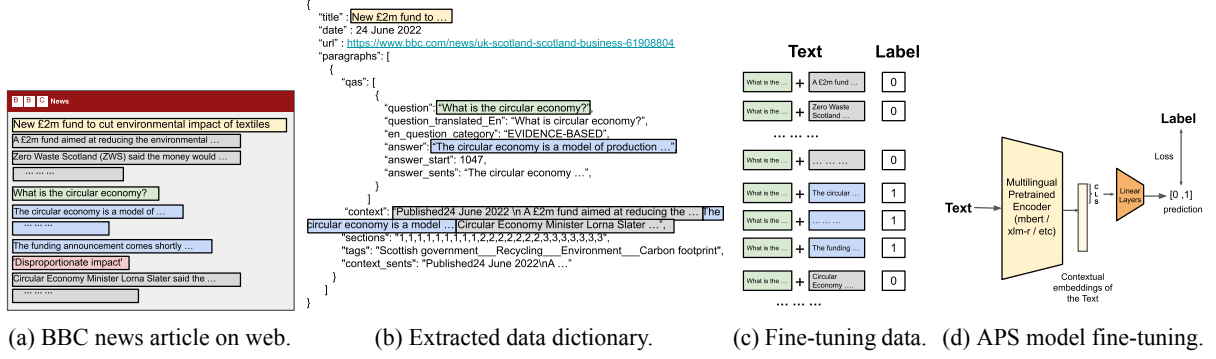 B B C News
New £2m fund to cut environmental impact of textiles
A £2m fund aimed at reducing the environmental …
Zero Waste Scotland (ZWS) said the money would …
… … …
What is the circular economy?
The circular economy is a model of …
… … …
The funding announcement comes shortly …
'Disproportionate impact'
Circular Economy Minister Lorna Slater said the …
… … …
(a) BBC news article on web.
{
“title” : New £2m fund to …
“date” : 24 June 2022
“url” : https://www.bbc.com/news/uk-scotland-scotland-business-61908804
“paragraphs”: [
{
“qas”: [
{
“question”: “What is the circular economy?”,
“question_translated_En”: “What is circular economy?”,
“en_question_category”: “EVIDENCE-BASED”,
“answer”: “The circular economy is a model of production …”
“answer_start”: 1047,
“answer_sents”: “The circular economy …”,
}
]
“context”: “Published24 June 2022 \n A £2m fund aimed at reducing the … The
circular economy is a model … Circular Economy Minister Lorna Slater …”,
“sections”: “1,1,1,1,1,1,1,1,1,2,2,2,2,2,2,2,3,3,3,3,3,3,3”,
“tags”: “Scottish government___Recycling___Environment___Carbon footprint”,
“context_sents”: “Published24 June 2022\nA …”
}
]
}
(b) Extracted data dictionary.
Text Label
What is the … + A £2m fund … 0
What is the … + Zero Waste Scotland … 0
… … …
What is the … + … … … 0
What is the … + The circular … 1
What is the … + … … … 1
What is the … + The funding … 1
What is the … + Circular Economy …. 0
… … …
(c) Fine-tuning data.
Text
Multilingual
Pretrained
Encoder
(mbert /
xlm-r / etc)
C
L
S
Contextual
embeddings of
the Text
Linear
Layers
Label
Loss
[0 ,1]
prediction
(d) APS model fine-tuning.